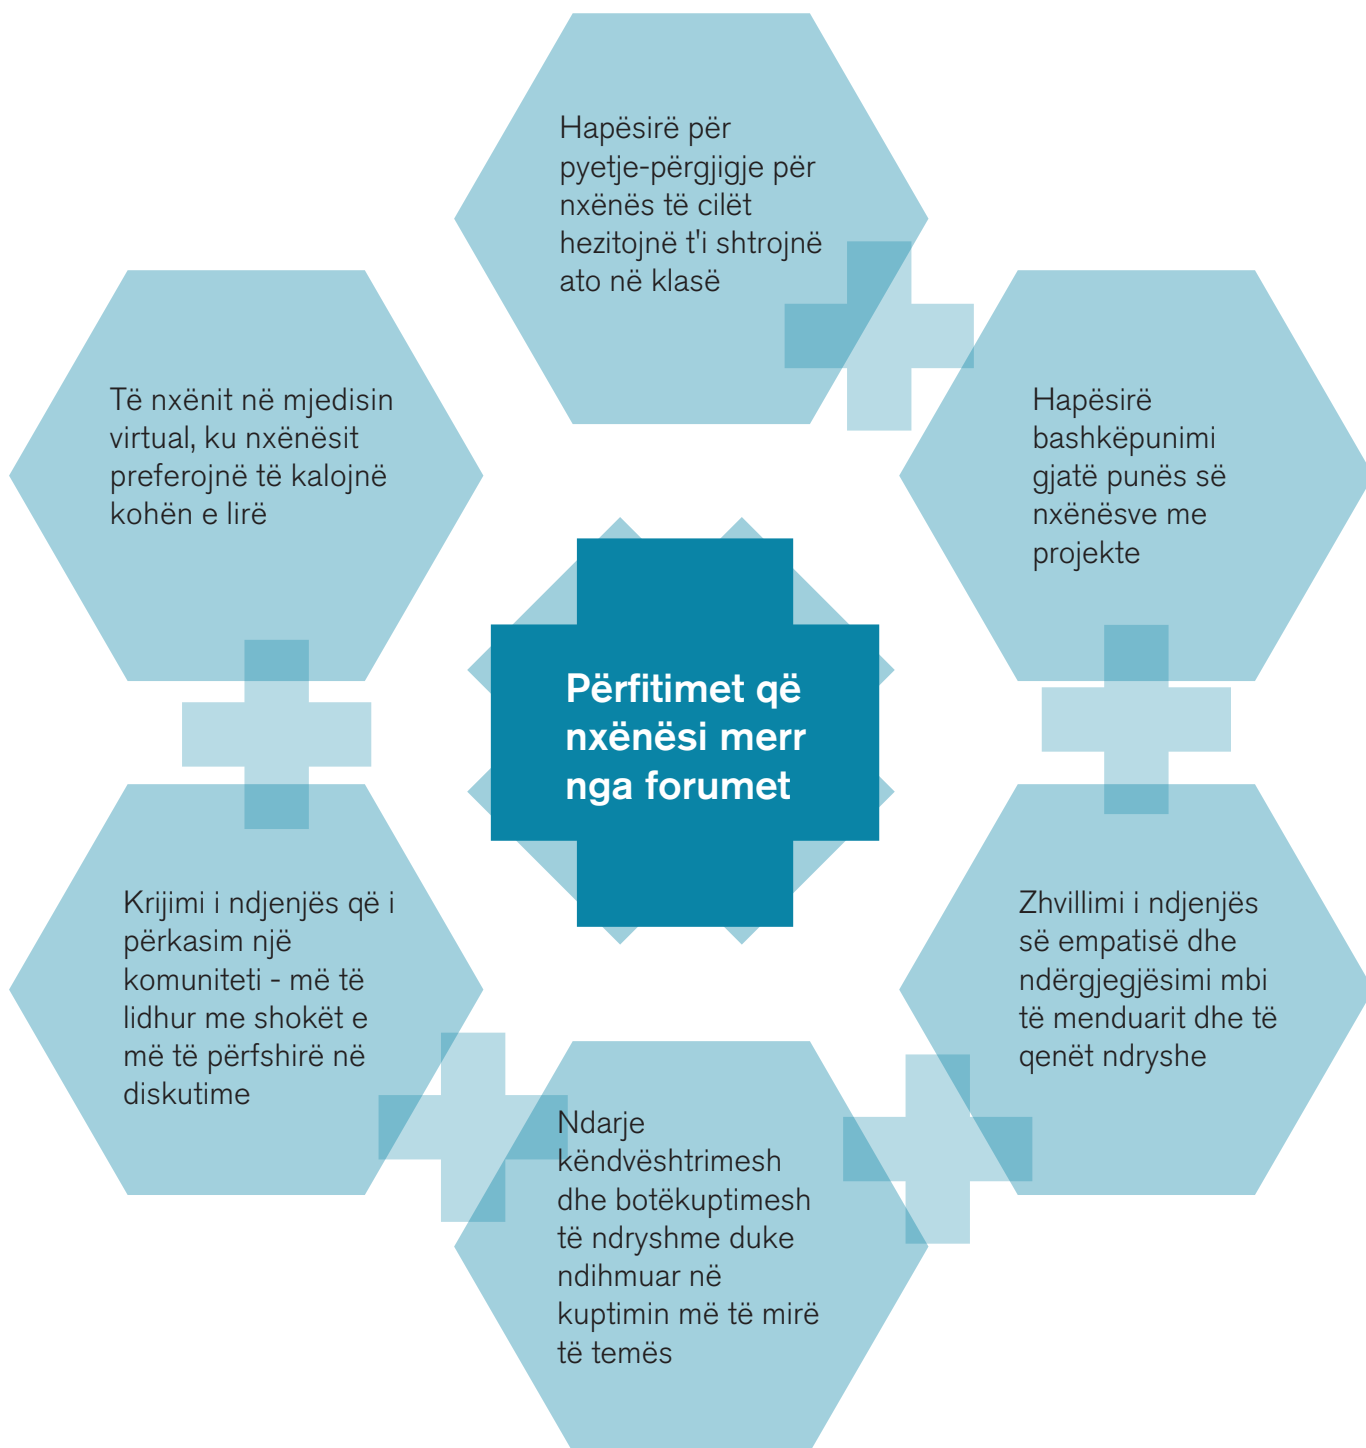 Hapësirë për
pyetje-përgjigje për
nxënës të cilët
hezitojnë t'i shtrojnë
ato në klasë
Hapësirë
bashkëpunimi
gjatë punës së
nxënësve me
projekte
Zhvillimi i ndjenjës
së empatisë dhe
ndërgjegjësimi mbi
të menduarit dhe të
qenët ndryshe
Ndarje
këndvështrimesh
dhe botëkuptimesh
të ndryshme duke
ndihmuar në
kuptimin më të mirë
të temës
Krijimi i ndjenjës që i
përkasim një
komuniteti - më të
lidhur me shokët e
më të përfshirë në
diskutime
Të nxënit në mjedisin
virtual, ku nxënësit
preferojnë të kalojnë
kohën e lirë
Përfitimet që
nxënësi merr
nga forumet